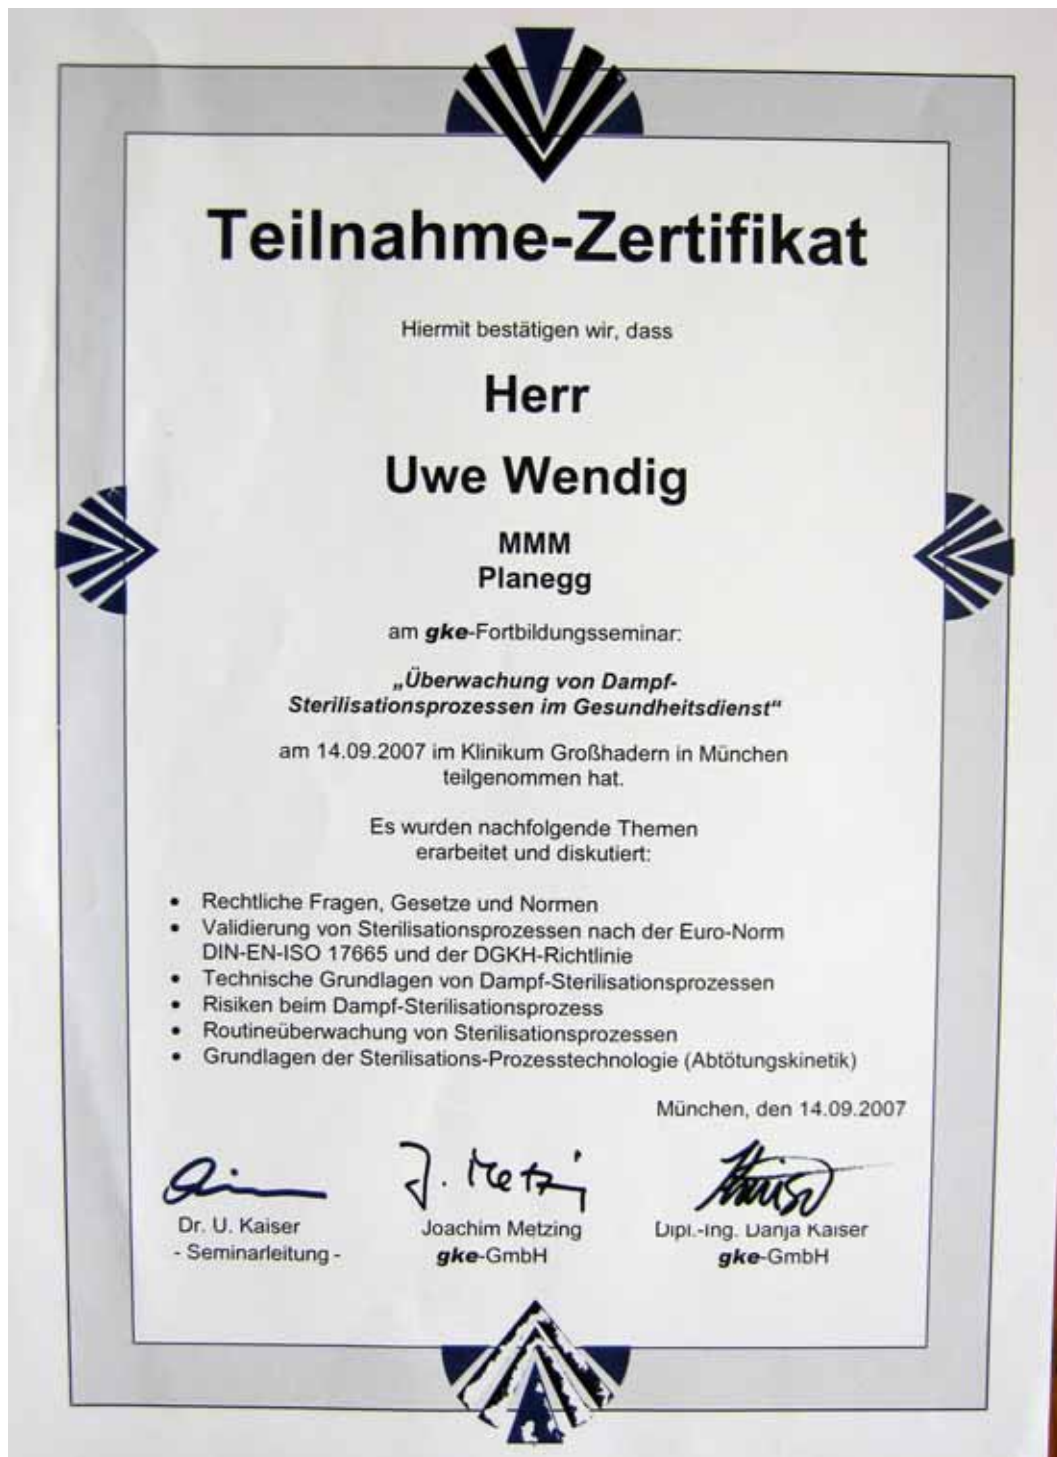 Teilnahme-Zertifikat
Hiermit bestätigen wir, dass
Herr
Uwe Wendig
MMM
Planegg
am gke-Fortbildungsseminar:
„Überwachung von Dampf-
Sterilisationsprozessen im Gesundheitsdienst“
am 14.09.2007 im Klinikum Großhadern in München
teilgenommen hat.
Es wurden nachfolgende Themen
erarbeitet und diskutiert:
• Rechtliche Fragen, Gesetze und Normen
• Validierung von Sterilisationsprozessen nach der Euro-Norm
DIN-EN-ISO 17665 und der DGKH-Richtlinie
• Technische Grundlagen von Dampf-Sterilisationsprozessen
• Risiken beim Dampf-Sterilisationsprozess
• Routineüberwachung von Sterilisationsprozessen
• Grundlagen der Sterilisations-Prozesstechnologie (Abtötungskinetik)
München, den 14.09.2007
J. Metzing
Dr. U. Kaiser Joachim Metzing Dipl.-Ing. Danja Kaiser
- Seminarleitung - gke-GmbH gke-GmbH